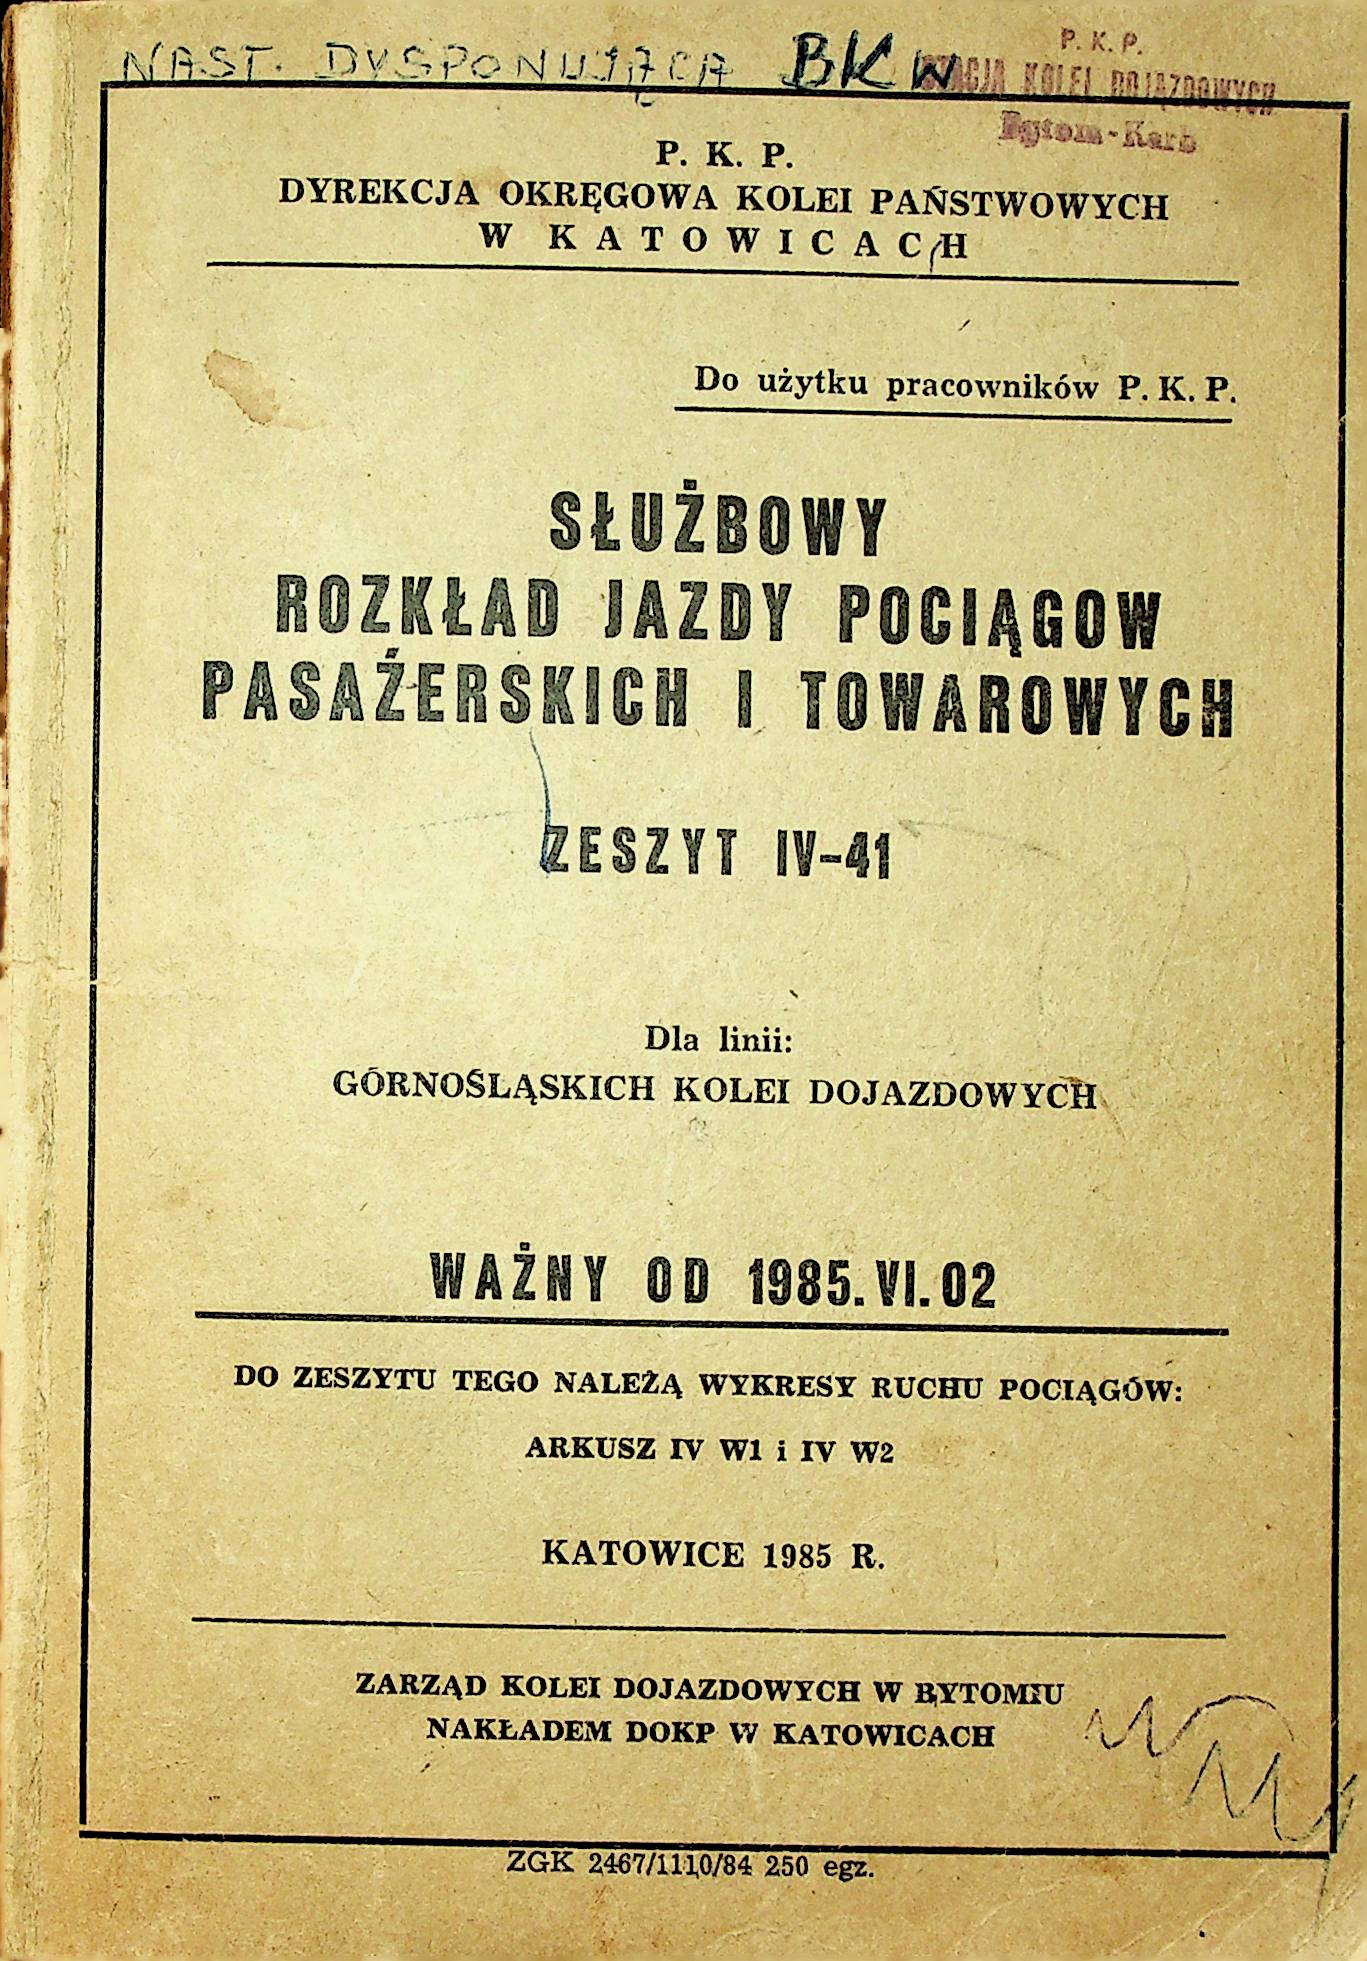 NAST. DYSPONUJĄCA BKW
P. K. P.
STACJA KOLEI DOJAZDOWYCH
Bytom-Karb
P. K. P.
DYREKCJA OKRĘGOWA KOLEI PAŃSTWOWYCH
W KATOWICACH
Do użytku pracowników P. K. P.
SŁUŻBOWY
ROZKŁAD JAZDY POCIĄGOW
PASAŻERSKICH I TOWAROWYCH
ZESZYT IV-41
Dla linii:
GÓRNOŚLĄSKICH KOLEI DOJAZDOWYCH
WAŻNY OD 1985.VI.02
DO ZESZYTU TEGO NALEŻĄ WYKRESY RUCHU POCIĄGÓW:
ARKUSZ IV W1 i IV W2
KATOWICE 1985 R.
ZARZĄD KOLEI DOJAZDOWYCH W BYTOMIU
NAKŁADEM DOKP W KATOWICACH
ZGK 2467/1110/84 250 egz.